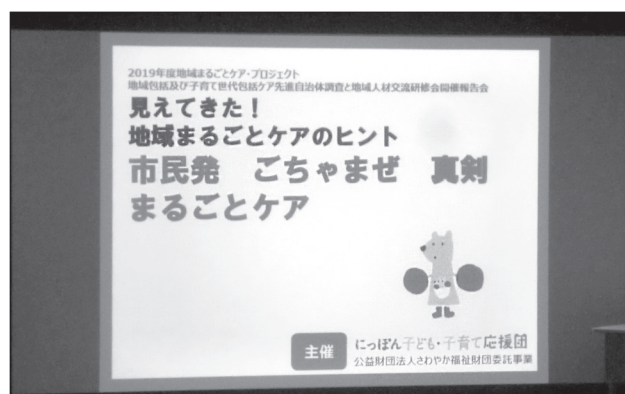 2019年度地域まるごとケア・プロジェクト
地域包括及び子育て世代包括ケア先進自治体調査と地域人材交流研修会開催報告会
見えてきた！
地域まるごとケアのヒント
市民発　ごちゃまぜ　真剣
まるごとケア
主催
にっぽん子ども・子育て応援団
公益財団法人さわやか福祉財団委託事業